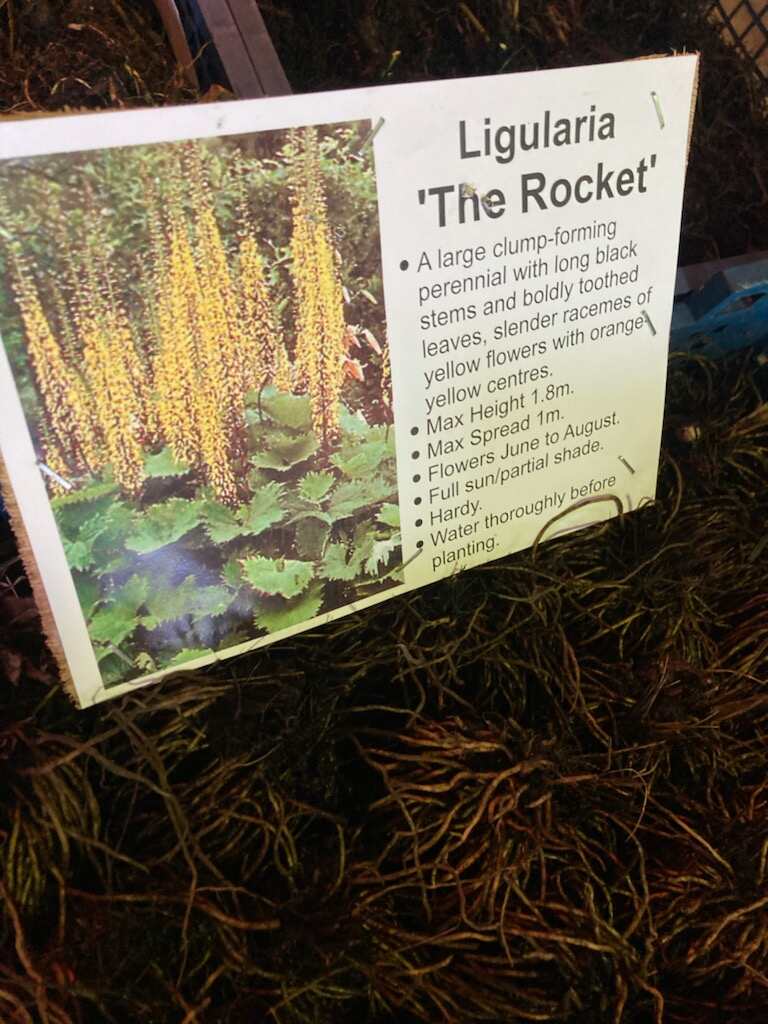 Ligularia
'The Rocket'
• A large clump-forming
perennial with long black
stems and boldly toothed
leaves, slender racemes of
yellow flowers with orange-
yellow centres.
• Max Height 1.8m.
• Max Spread 1m.
• Flowers June to August.
• Full sun/partial shade.
• Hardy.
• Water thoroughly before
planting.